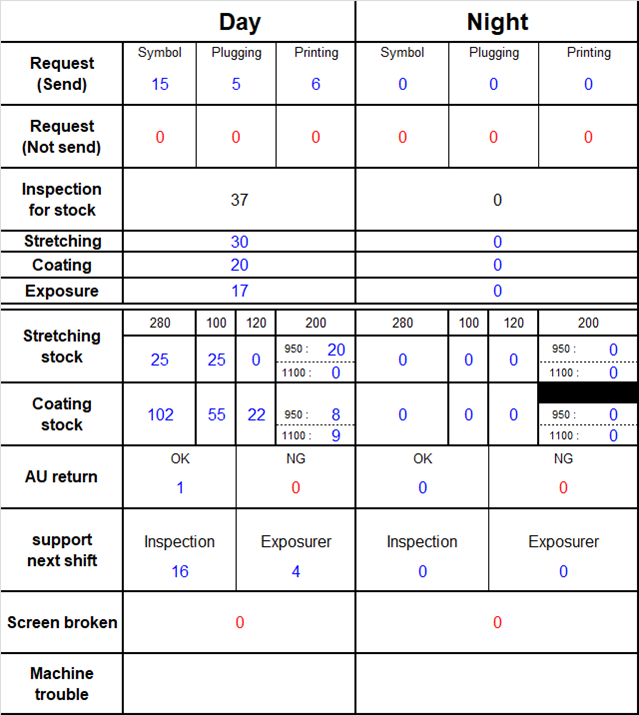 Day Night
Request (Send) Symbol Plugging Printing Symbol Plugging Printing
15 5 6 0 0 0
Request (Not send) 0 0 0 0 0 0
Inspection for stock 37 0
Stretching 30 0
Coating 20 0
Exposure 17 0
Stretching stock 280 100 120 200 280 100 120 200
25 25 0 950 : 20 0 0 0 950 : 0
1100 : 0 1100 : 0
Coating stock 102 55 22 950 : 8 0 0 0 950 : 0
1100 : 9 1100 : 0
AU return OK NG OK NG
1 0 0 0
support next shift Inspection Exposurer Inspection Exposurer
16 4 0 0
Screen broken 0 0
Machine trouble